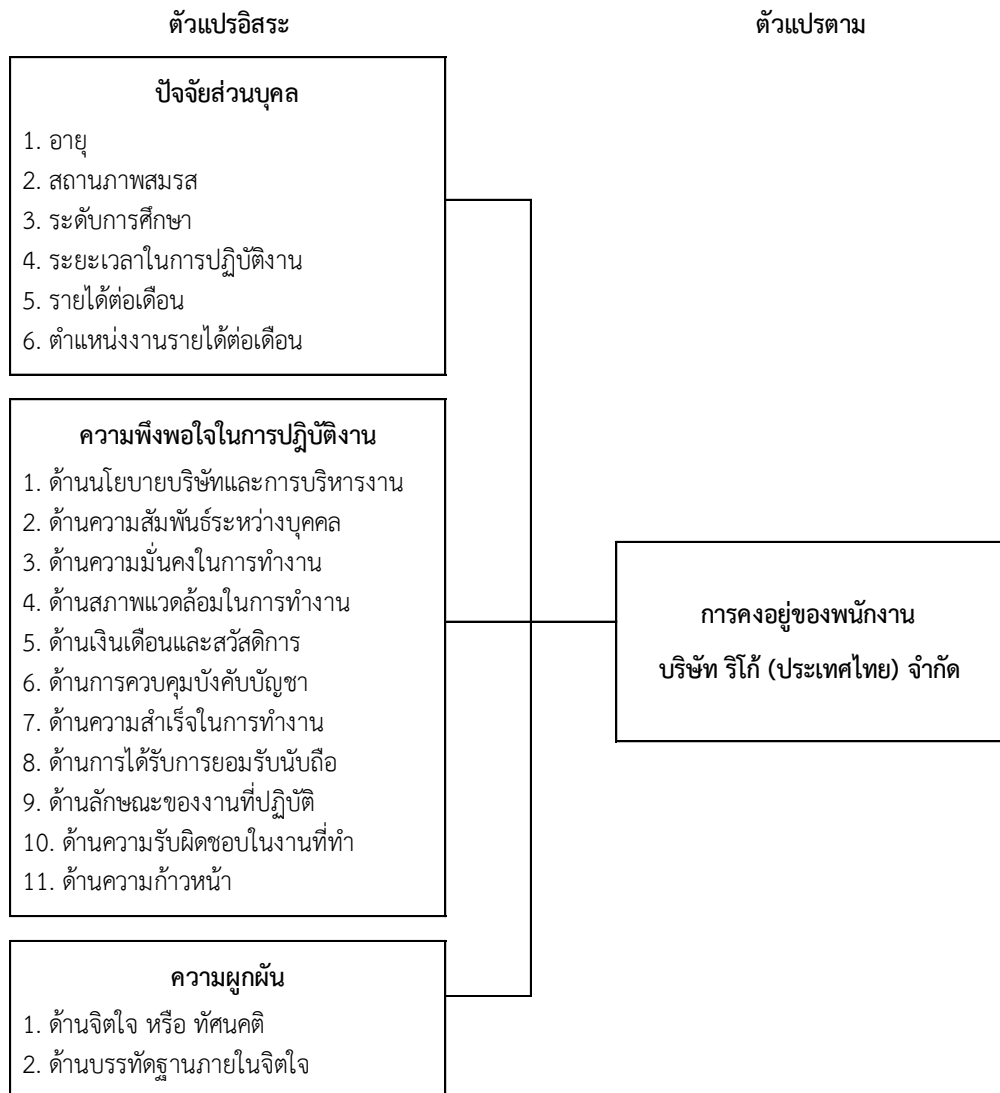 ตัวแปรอิสระ
ตัวแปรตาม
ปัจจัยส่วนบุคล
1. อายุ
2. สถานภาพสมรส
3. ระดับการศึกษา
4. ระยะเวลาในการปฏิบัติงาน
5. รายได้ต่อเดือน
6. ตำแหน่งงานรายได้ต่อเดือน
ความพึงพอใจในการปฎิบัติงาน
1. ด้านนโยบายบริษัทและการบริหารงาน
2. ด้านความสัมพันธ์ระหว่างบุคคล
3. ด้านความมั่นคงในการทำงาน
4. ด้านสภาพแวดล้อมในการทำงาน
5. ด้านเงินเดือนและสวัสดิการ
6. ด้านการควบคุมบังคับบัญชา
7. ด้านความสำเร็จในการทำงาน
8. ด้านการได้รับการยอมรับนับถือ
9. ด้านลักษณะของงานที่ปฏิบัติ
10. ด้านความรับผิดชอบในงานที่ทำ
11. ด้านความก้าวหน้า
การคงอยู่ของพนักงาน
บริษัท ริโก้ (ประเทศไทย) จำกัด
ความผูกผัน
1. ด้านจิตใจ หรือ ทัศนคติ
2. ด้านบรรทัดฐานภายในจิตใจ